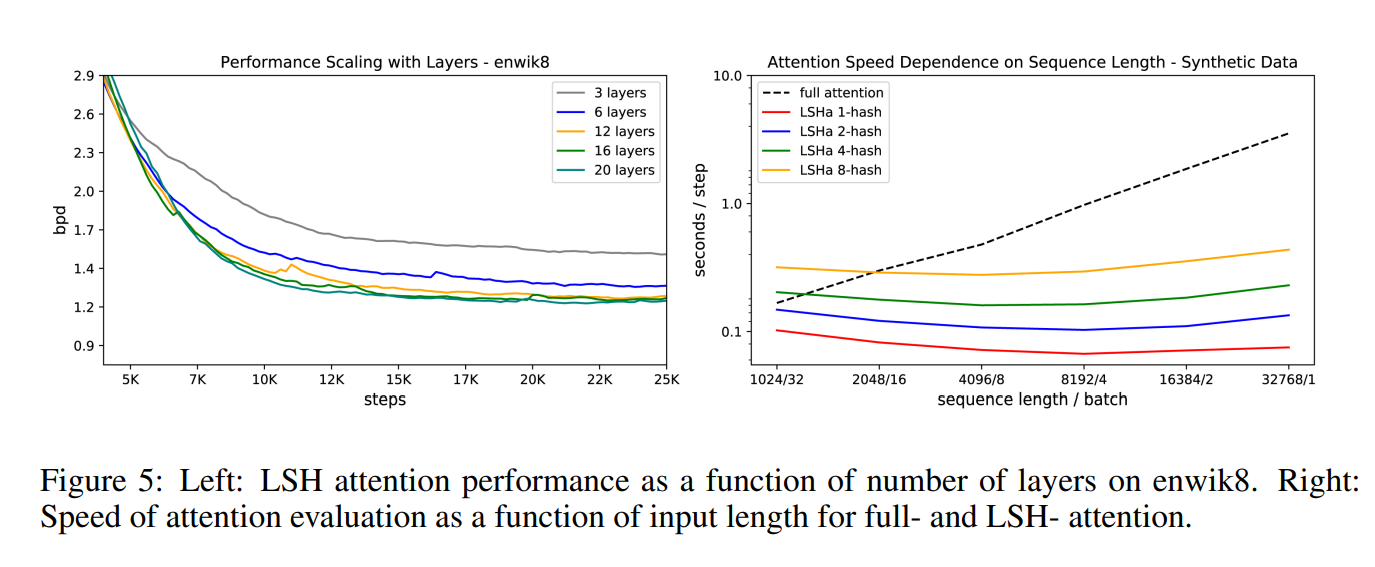 Performance Scaling with Layers - enwik8
2.9
2.6
2.3
2.0
1.7
1.4
1.2
0.9
bpd
3 layers
6 layers
12 layers
16 layers
20 layers
5K 7K 10K 12K 15K 17K 20K 22K 25K
steps
Attention Speed Dependence on Sequence Length - Synthetic Data
10.0
1.0
0.1
seconds / step
full attention
LSHa 1-hash
LSHa 2-hash
LSHa 4-hash
LSHa 8-hash
1024/32 2048/16 4096/8 8192/4 16384/2 32768/1
sequence length / batch
Figure 5: Left: LSH attention performance as a function of number of layers on enwik8. Right:
Speed of attention evaluation as a function of input length for full- and LSH- attention.